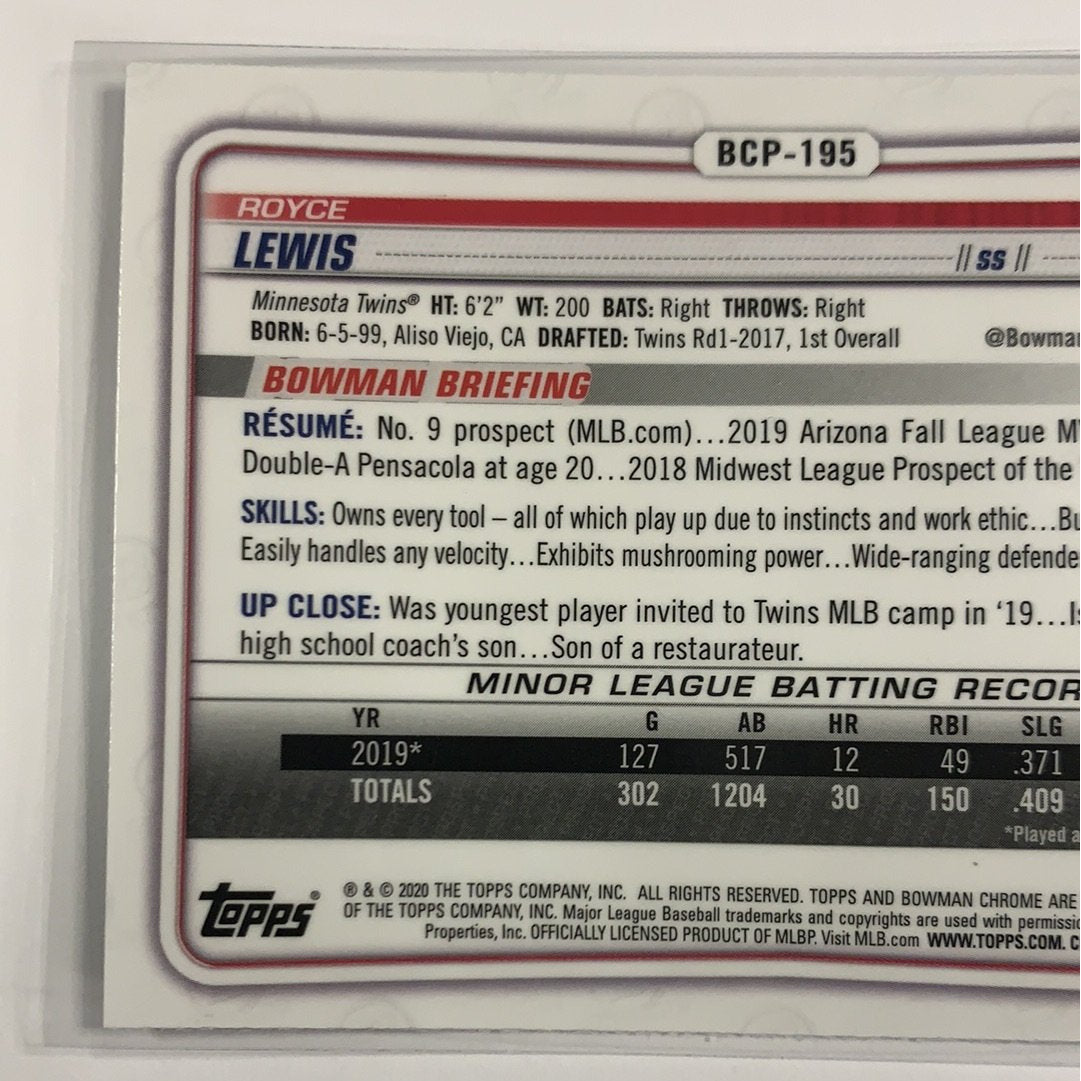 BCP-195
ROYCE
LEWIS || SS ||
Minnesota Twins® HT: 6'2" WT: 200 BATS: Right THROWS: Right
BORN: 6-5-99, Aliso Viejo, CA DRAFTED: Twins Rd1-2017, 1st Overall @Bowma
BOWMAN BRIEFING
RÉSUMÉ: No. 9 prospect (MLB.com)...2019 Arizona Fall League M
Double-A Pensacola at age 20...2018 Midwest League Prospect of the
SKILLS: Owns every tool – all of which play up due to instincts and work ethic...Bu
Easily handles any velocity...Exhibits mushrooming power...Wide-ranging defende
UP CLOSE: Was youngest player invited to Twins MLB camp in '19...Is
high school coach's son...Son of a restaurateur.
MINOR LEAGUE BATTING RECOR
YR G AB HR RBI SLG
2019* 127 517 12 49 .371
TOTALS 302 1204 30 150 .409
*Played a
Topps® ® & © 2020 THE TOPPS COMPANY, INC. ALL RIGHTS RESERVED. TOPPS AND BOWMAN CHROME ARE
OF THE TOPPS COMPANY, INC. Major League Baseball trademarks and copyrights are used with permissio
Properties, Inc. OFFICIALLY LICENSED PRODUCT OF MLBP. Visit MLB.com WWW.TOPPS.COM. C